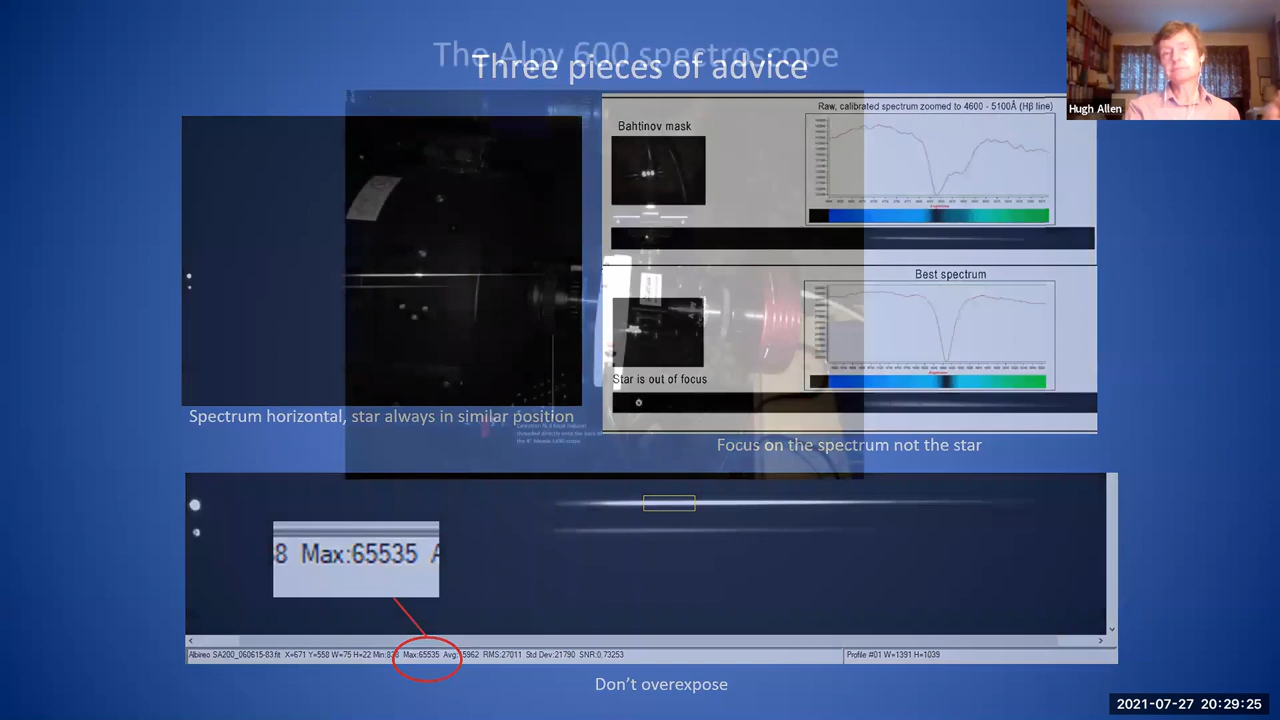 The Alpy 600 spectroscope
Three pieces of advice
Hugh Allen
Bahtinov mask
Raw, calibrated spectrum zoomed to 4600 - 5100Å (Hβ line)
Best spectrum
Star is out of focus
Spectrum horizontal, star always in similar position
Focus on the spectrum not the star
8 Max:65535 A
Albireo SA200_060615-83.fit X=671 Y=558 W=75 H=22 Max:65535 RMS:27011 Std Dev:21790 SNR:0.73253
Profile #01 W=1391 H=1039
Don't overexpose
2021-07-27 20:29:25